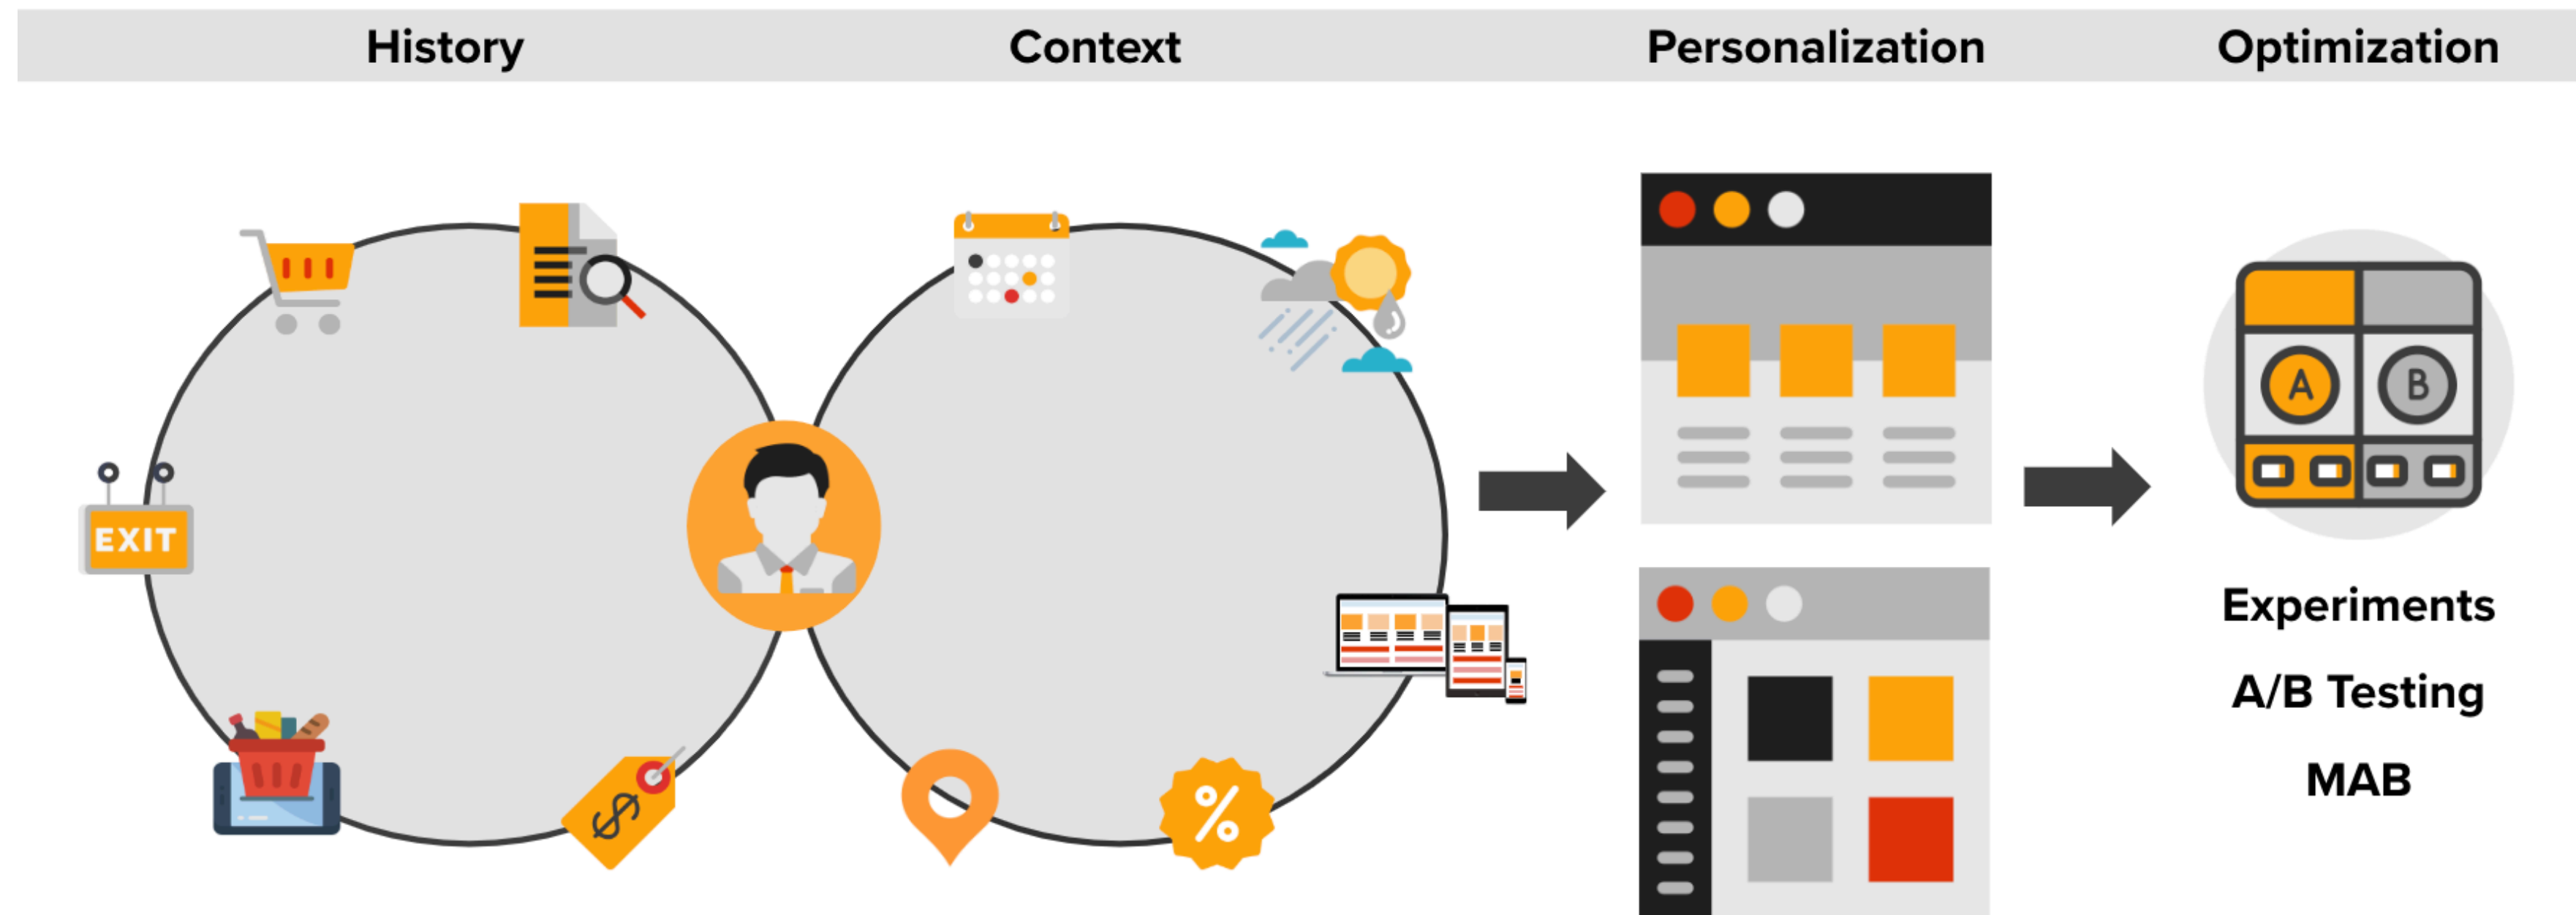 History
Context
Personalization
Optimization
EXIT
$
%
A
B
Experiments
A/B Testing
MAB